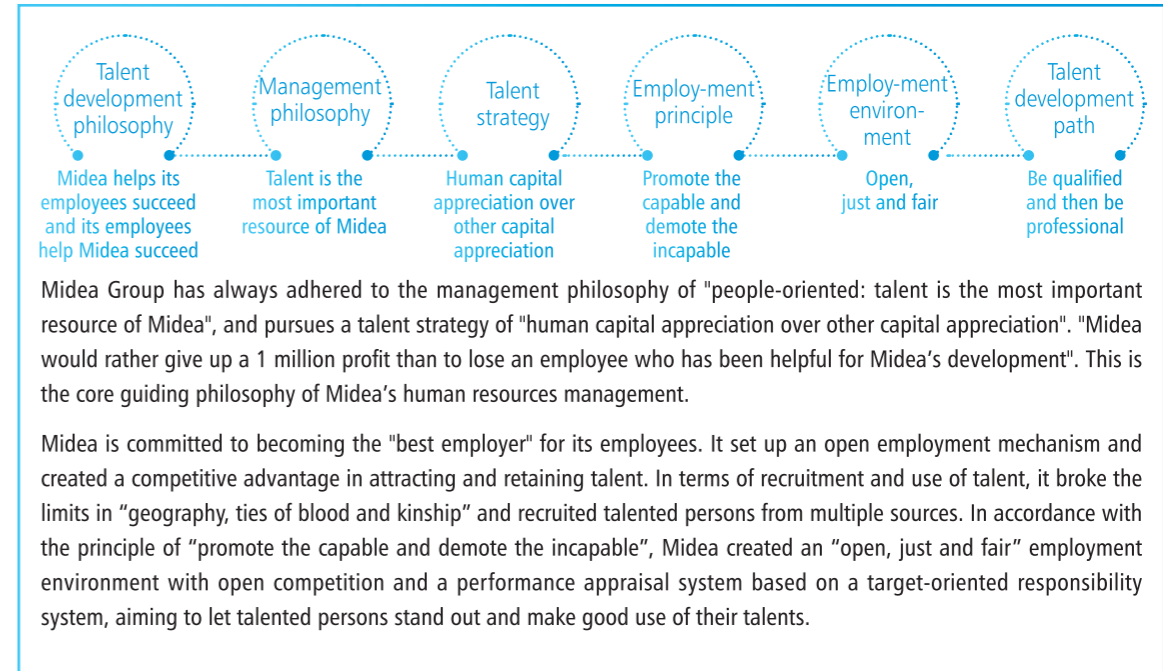 Talent
development
philosophy
Management
philosophy
Talent
strategy
Employ-ment
principle
Employ-ment
environ-
ment
Talent
development
path
Midea helps its
employees succeed
and its employees
help Midea succeed
Talent is the
most important
resource of Midea
Human capital
appreciation over
other capital
appreciation
Promote the
capable and
demote the
incapable
Open,
just and fair
Be qualified
and then be
professional
Midea Group has always adhered to the management philosophy of "people-oriented: talent is the most important
resource of Midea", and pursues a talent strategy of "human capital appreciation over other capital appreciation". "Midea
would rather give up a 1 million profit than to lose an employee who has been helpful for Midea’s development". This is
the core guiding philosophy of Midea’s human resources management.
Midea is committed to becoming the "best employer" for its employees. It set up an open employment mechanism and
created a competitive advantage in attracting and retaining talent. In terms of recruitment and use of talent, it broke the
limits in “geography, ties of blood and kinship” and recruited talented persons from multiple sources. In accordance with
the principle of “promote the capable and demote the incapable”, Midea created an “open, just and fair” employment
environment with open competition and a performance appraisal system based on a target-oriented responsibility
system, aiming to let talented persons stand out and make good use of their talents.